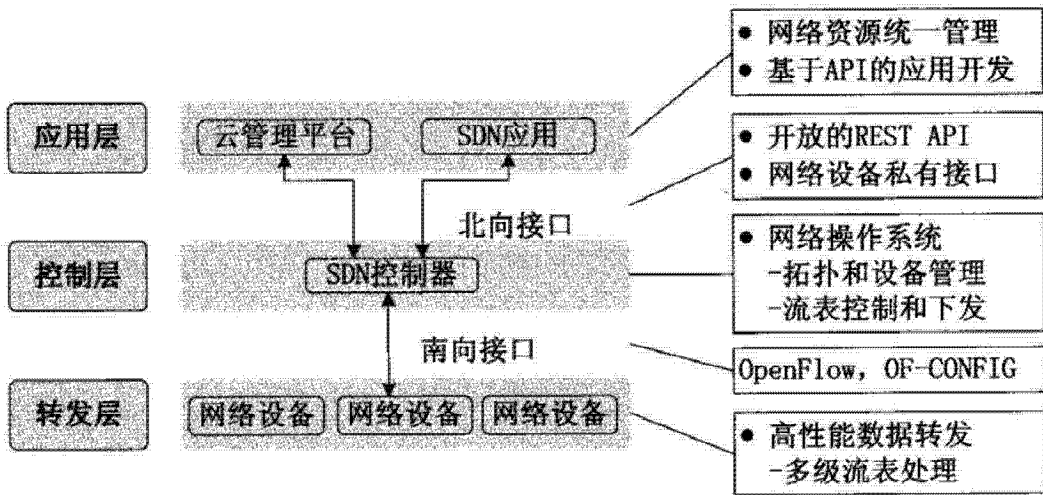 ● 网络资源统一管理
● 基于API的应用开发
应用层
云管理平台
SDN应用
● 开放的REST API
● 网络设备私有接口
北向接口
控制层
SDN控制器
● 网络操作系统
-拓扑和设备管理
-流表控制和下发
南向接口
OpenFlow, OF-CONFIG
转发层
网络设备
网络设备
网络设备
● 高性能数据转发
-多级流表处理